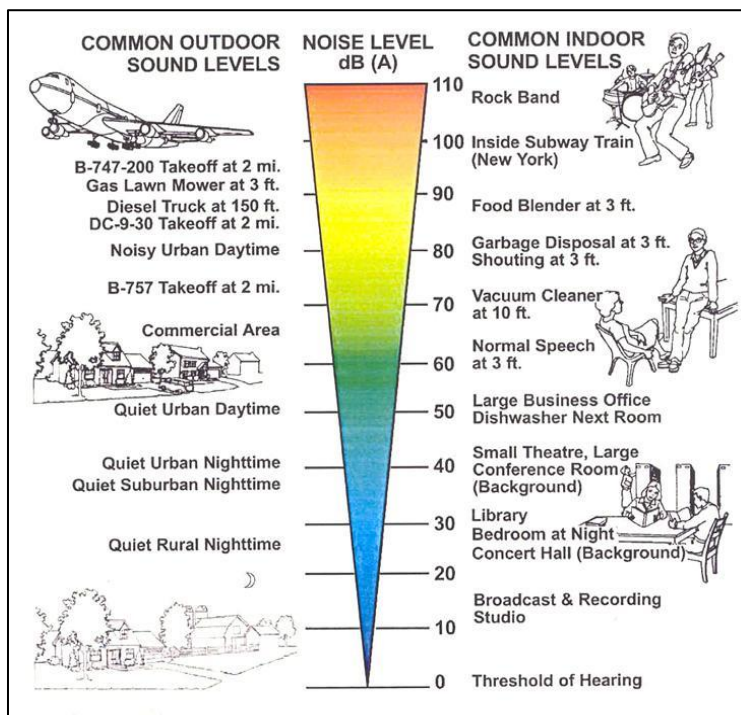 COMMON OUTDOOR
SOUND LEVELS
B-747-200 Takeoff at 2 mi.
Gas Lawn Mower at 3 ft.
Diesel Truck at 150 ft.
DC-9-30 Takeoff at 2 mi.
Noisy Urban Daytime
B-757 Takeoff at 2 mi.
Commercial Area
Quiet Urban Daytime
Quiet Urban Nighttime
Quiet Suburban Nighttime
Quiet Rural Nighttime
NOISE LEVEL
dB (A)
110
100
90
80
70
60
50
40
30
20
10
0
COMMON INDOOR
SOUND LEVELS
Rock Band
Inside Subway Train
(New York)
Food Blender at 3 ft.
Garbage Disposal at 3 ft.
Shouting at 3 ft.
Vacuum Cleaner
at 10 ft.
Normal Speech
at 3 ft.
Large Business Office
Dishwasher Next Room
Small Theatre, Large
Conference Room
(Background)
Library
Bedroom at Night
Concert Hall (Background)
Broadcast & Recording
Studio
Threshold of Hearing